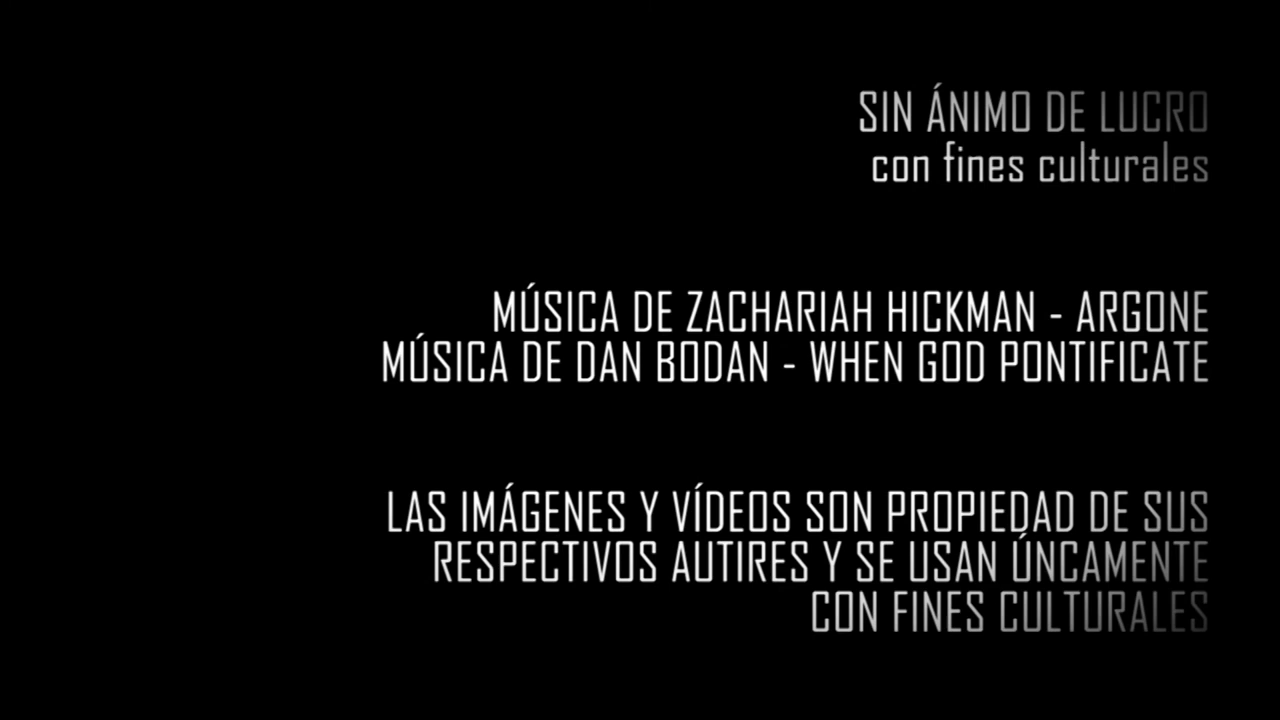 SIN ÁNIMO DE LUCRO
con fines culturales
MÚSICA DE ZACHARIAH HICKMAN - ARGONE
MÚSICA DE DAN BODAN - WHEN GOD PONTIFICATE
LAS IMÁGENES Y VÍDEOS SON PROPIEDAD DE SUS
RESPECTIVOS AUTIRES Y SE USAN ÚNCAMENTE
CON FINES CULTURALES